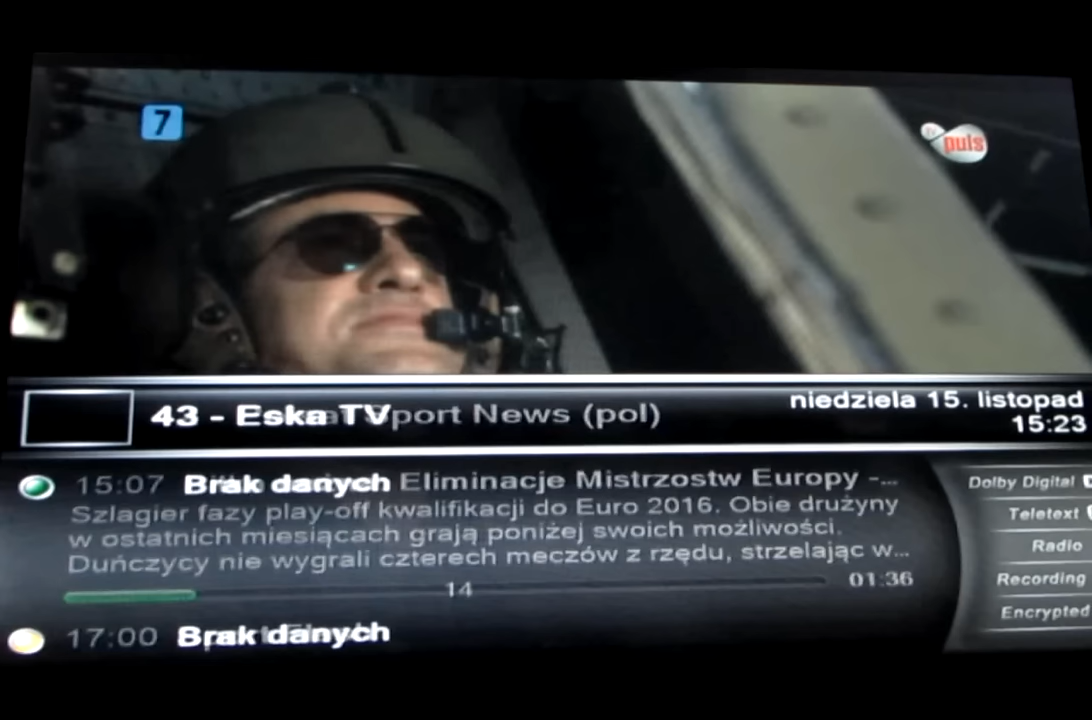 7
puls
43 - Eska TV port News (pol)
niedziela 15. listopad
15:23
15:07 Brak danych Eliminacje Mistrzostw Europy -...
Szlagier fazy play-off kwalifikacji do Euro 2016. Obie drużyny
w ostatnich miesiącach grają poniżej swoich możliwości.
Duńczycy nie wygrali czterech meczów z rzędu, strzelając w...
14
01:36
17:00 Brak danych
Dolby Digital
Teletext
Radio
Recording
Encrypted